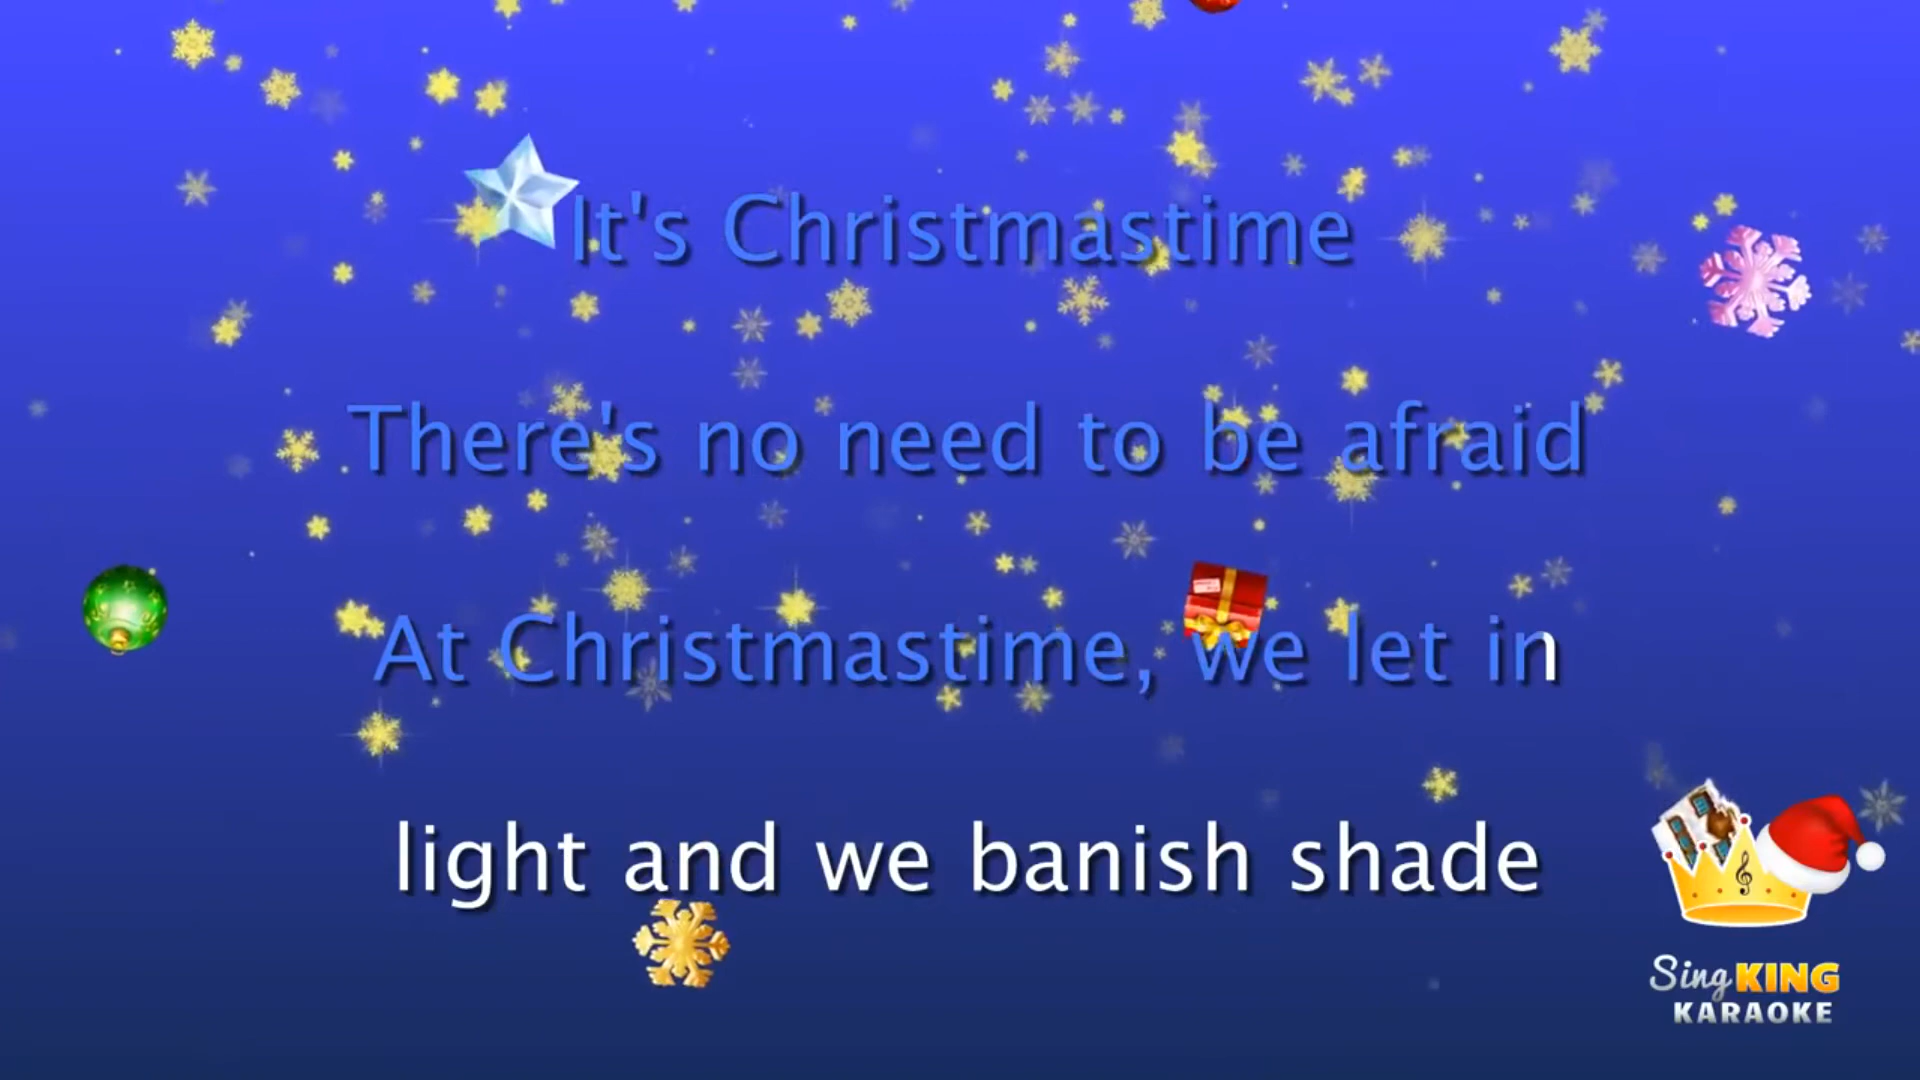 It's Christmastime
There's no need to be afraid
At Christmastime, we let in
light and we banish shade
Sing KING
KARAOKE